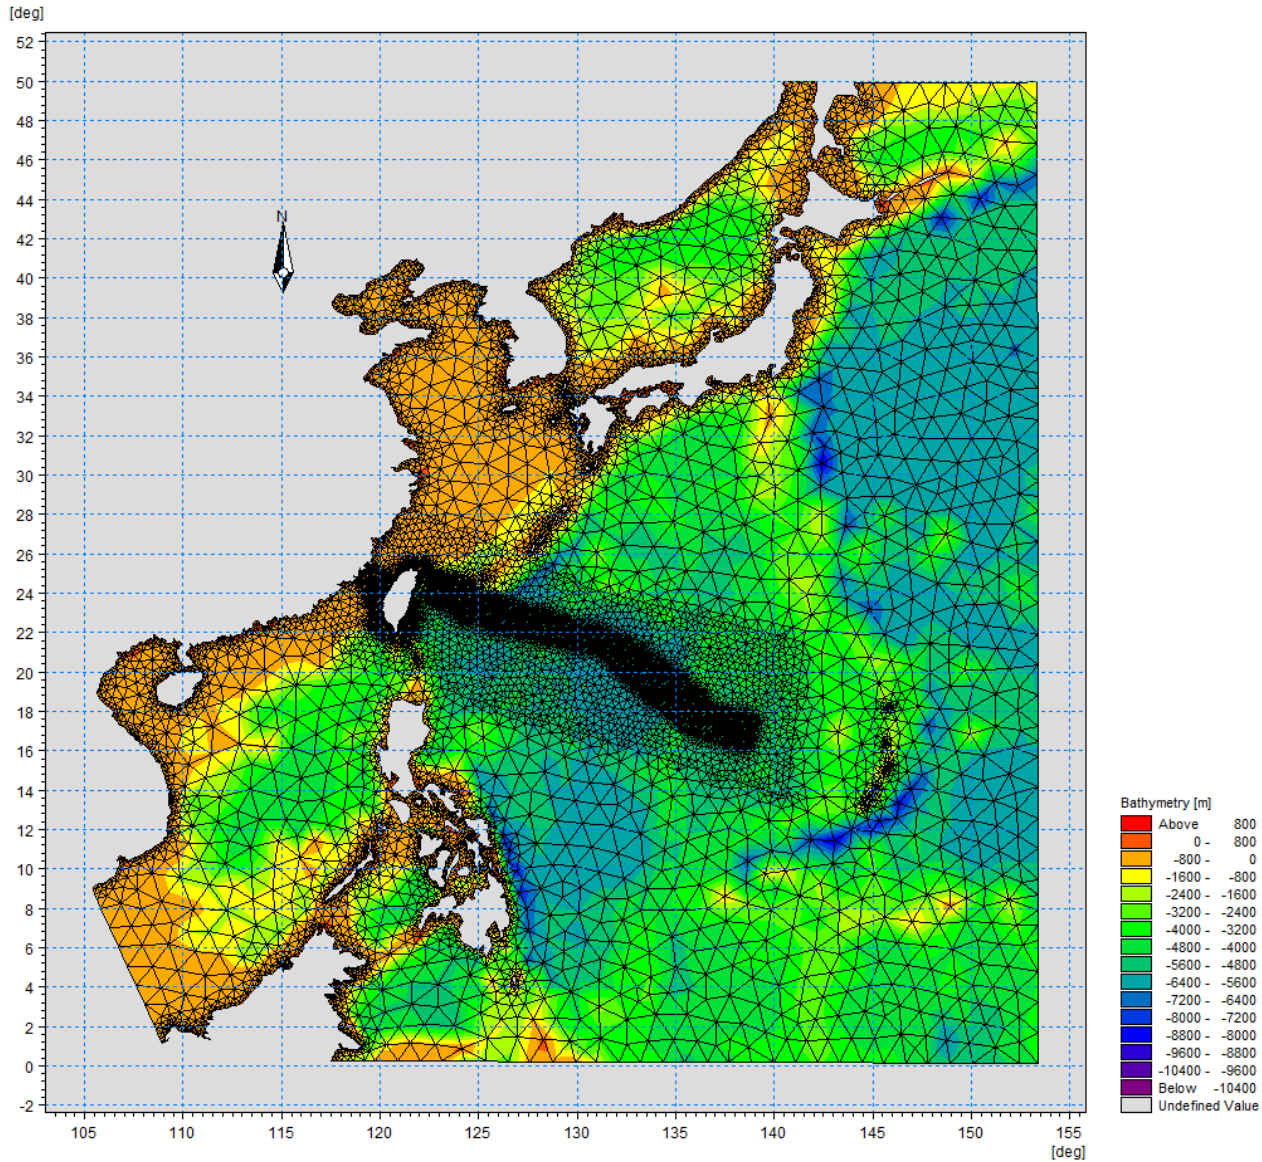 [deg]
52
50
48
46
44
42
40
38
36
34
32
30
28
26
24
22
20
18
16
14
12
10
8
6
4
2
0
-2
N
105 110 115 120 125 130 135 140 145 150 155
[deg]
Bathymetry [m]
Above 800
0 - 800
-800 - 0
-1600 - -800
-2400 - -1600
-3200 - -2400
-4000 - -3200
-4800 - -4000
-5600 - -4800
-6400 - -5600
-7200 - -6400
-8000 - -7200
-8800 - -8000
-9600 - -8800
-10400 - -9600
Below -10400
Undefined Value